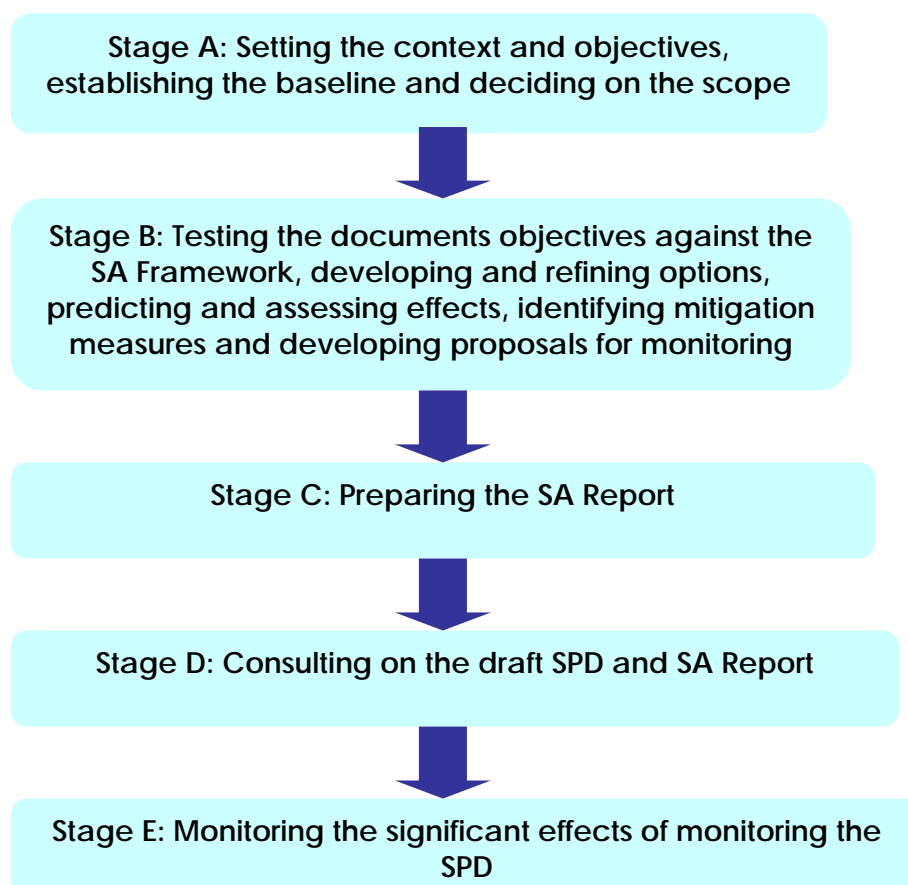 Stage A: Setting the context and objectives,
establishing the baseline and deciding on the scope
Stage B: Testing the documents objectives against the
SA Framework, developing and refining options,
predicting and assessing effects, identifying mitigation
measures and developing proposals for monitoring
Stage C: Preparing the SA Report
Stage D: Consulting on the draft SPD and SA Report
Stage E: Monitoring the significant effects of monitoring the
SPD